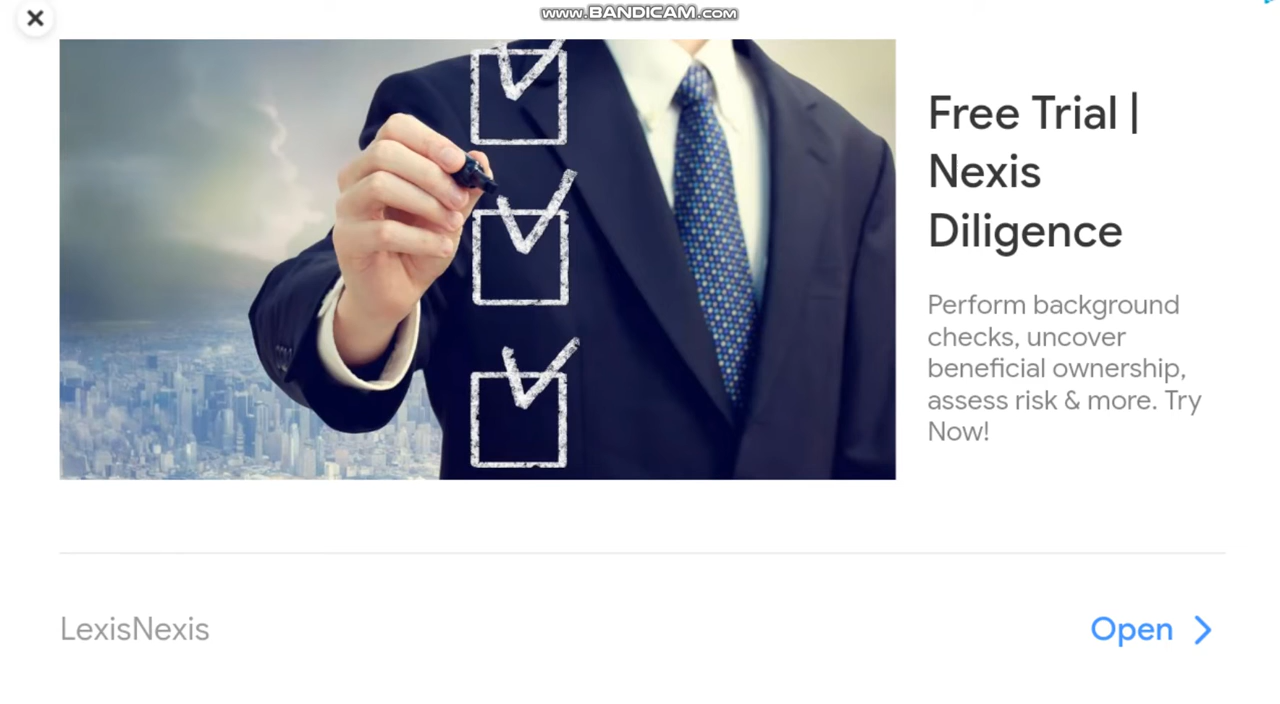 www.BANDICAM.com
Free Trial |
Nexis
Diligence
Perform background
checks, uncover
beneficial ownership,
assess risk & more. Try
Now!
LexisNexis
Open